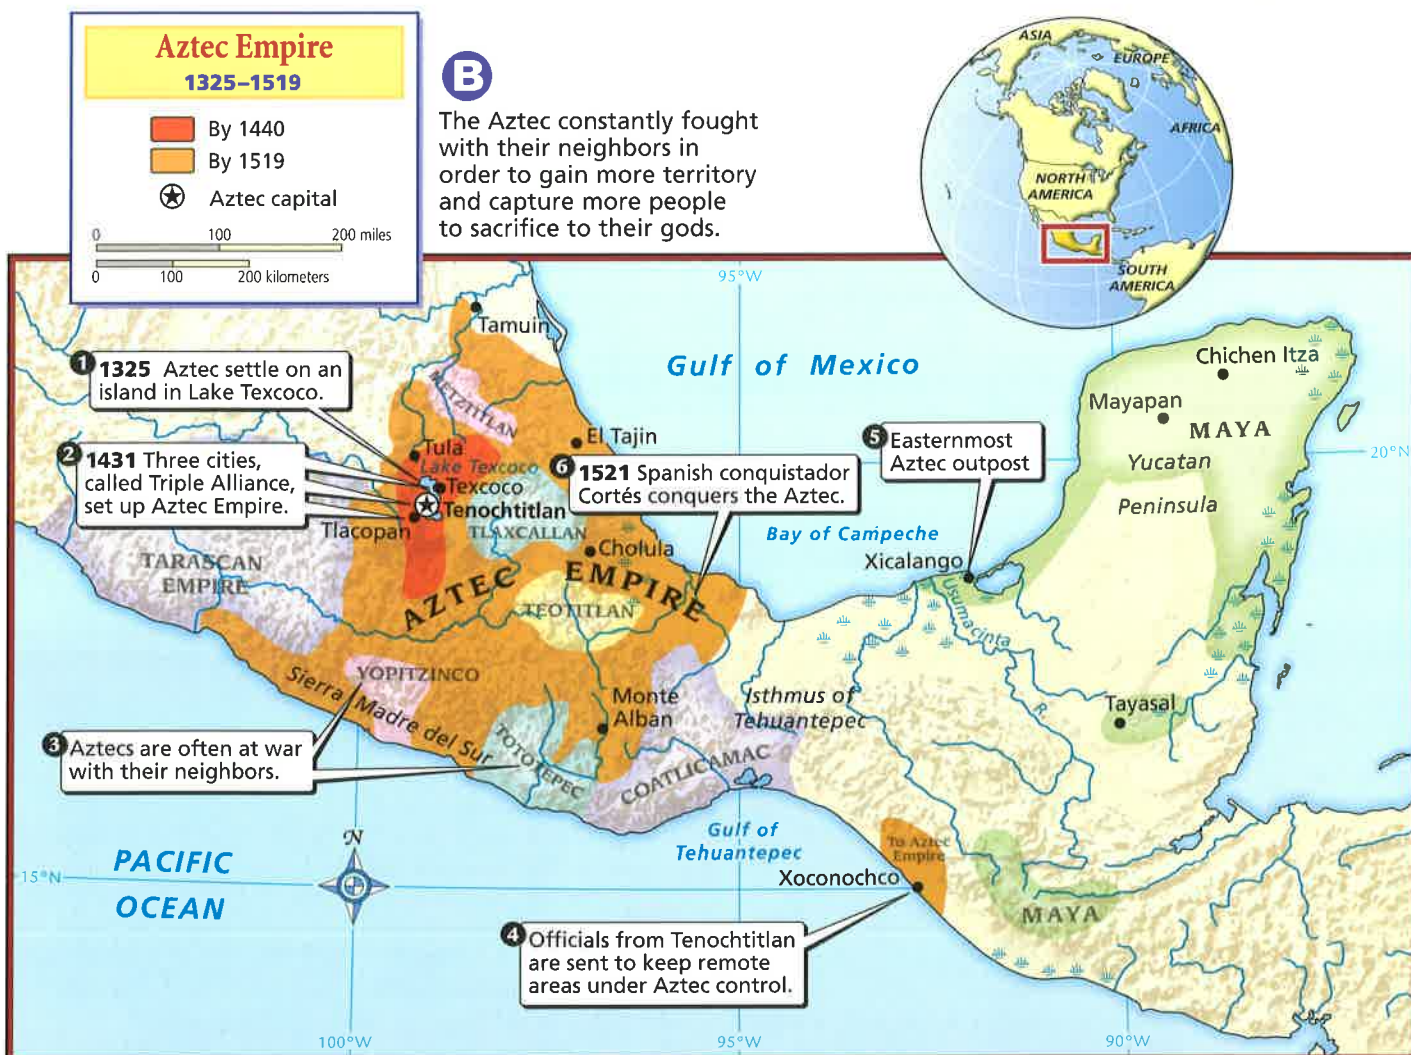 Aztec Empire
1325–1519
By 1440
By 1519
Aztec capital
0 100 200 miles
0 100 200 kilometers
B
The Aztec constantly fought
with their neighbors in
order to gain more territory
and capture more people
to sacrifice to their gods.
ASIA
EUROPE
AFRICA
NORTH
AMERICA
SOUTH
AMERICA
95°W
Tamuin
Gulf of Mexico
Chichen Itza
Mayapan
MAYA
Yucatan
Peninsula
20°N
1 1325 Aztec settle on an
island in Lake Texcoco.
METZTITLAN
El Tajin
Tula
Lake Texcoco
2 1431 Three cities,
called Triple Alliance,
set up Aztec Empire.
Texcoco
Tenochtitlan
Tlacopan
TLAXCALLAN
6 1521 Spanish conquistador
Cortés conquers the Aztec.
5 Easternmost
Aztec outpost
Bay of Campeche
Xicalango
Cholula
TARASCAN
EMPIRE
AZTEC EMPIRE
TEOTITLAN
Usumacinta R.
YOPITZINCO
Sierra Madre del Sur
Monte
Alban
Isthmus of
Tehuantepec
Tayasal
3 Aztecs are often at war
with their neighbors.
TOTOTEPEC
COATLICAMAC
Gulf of
Tehuantepec
To Aztec
Empire
Xoconochco
PACIFIC
OCEAN
N
15°N
MAYA
4 Officials from Tenochtitlan
are sent to keep remote
areas under Aztec control.
100°W
95°W
90°W